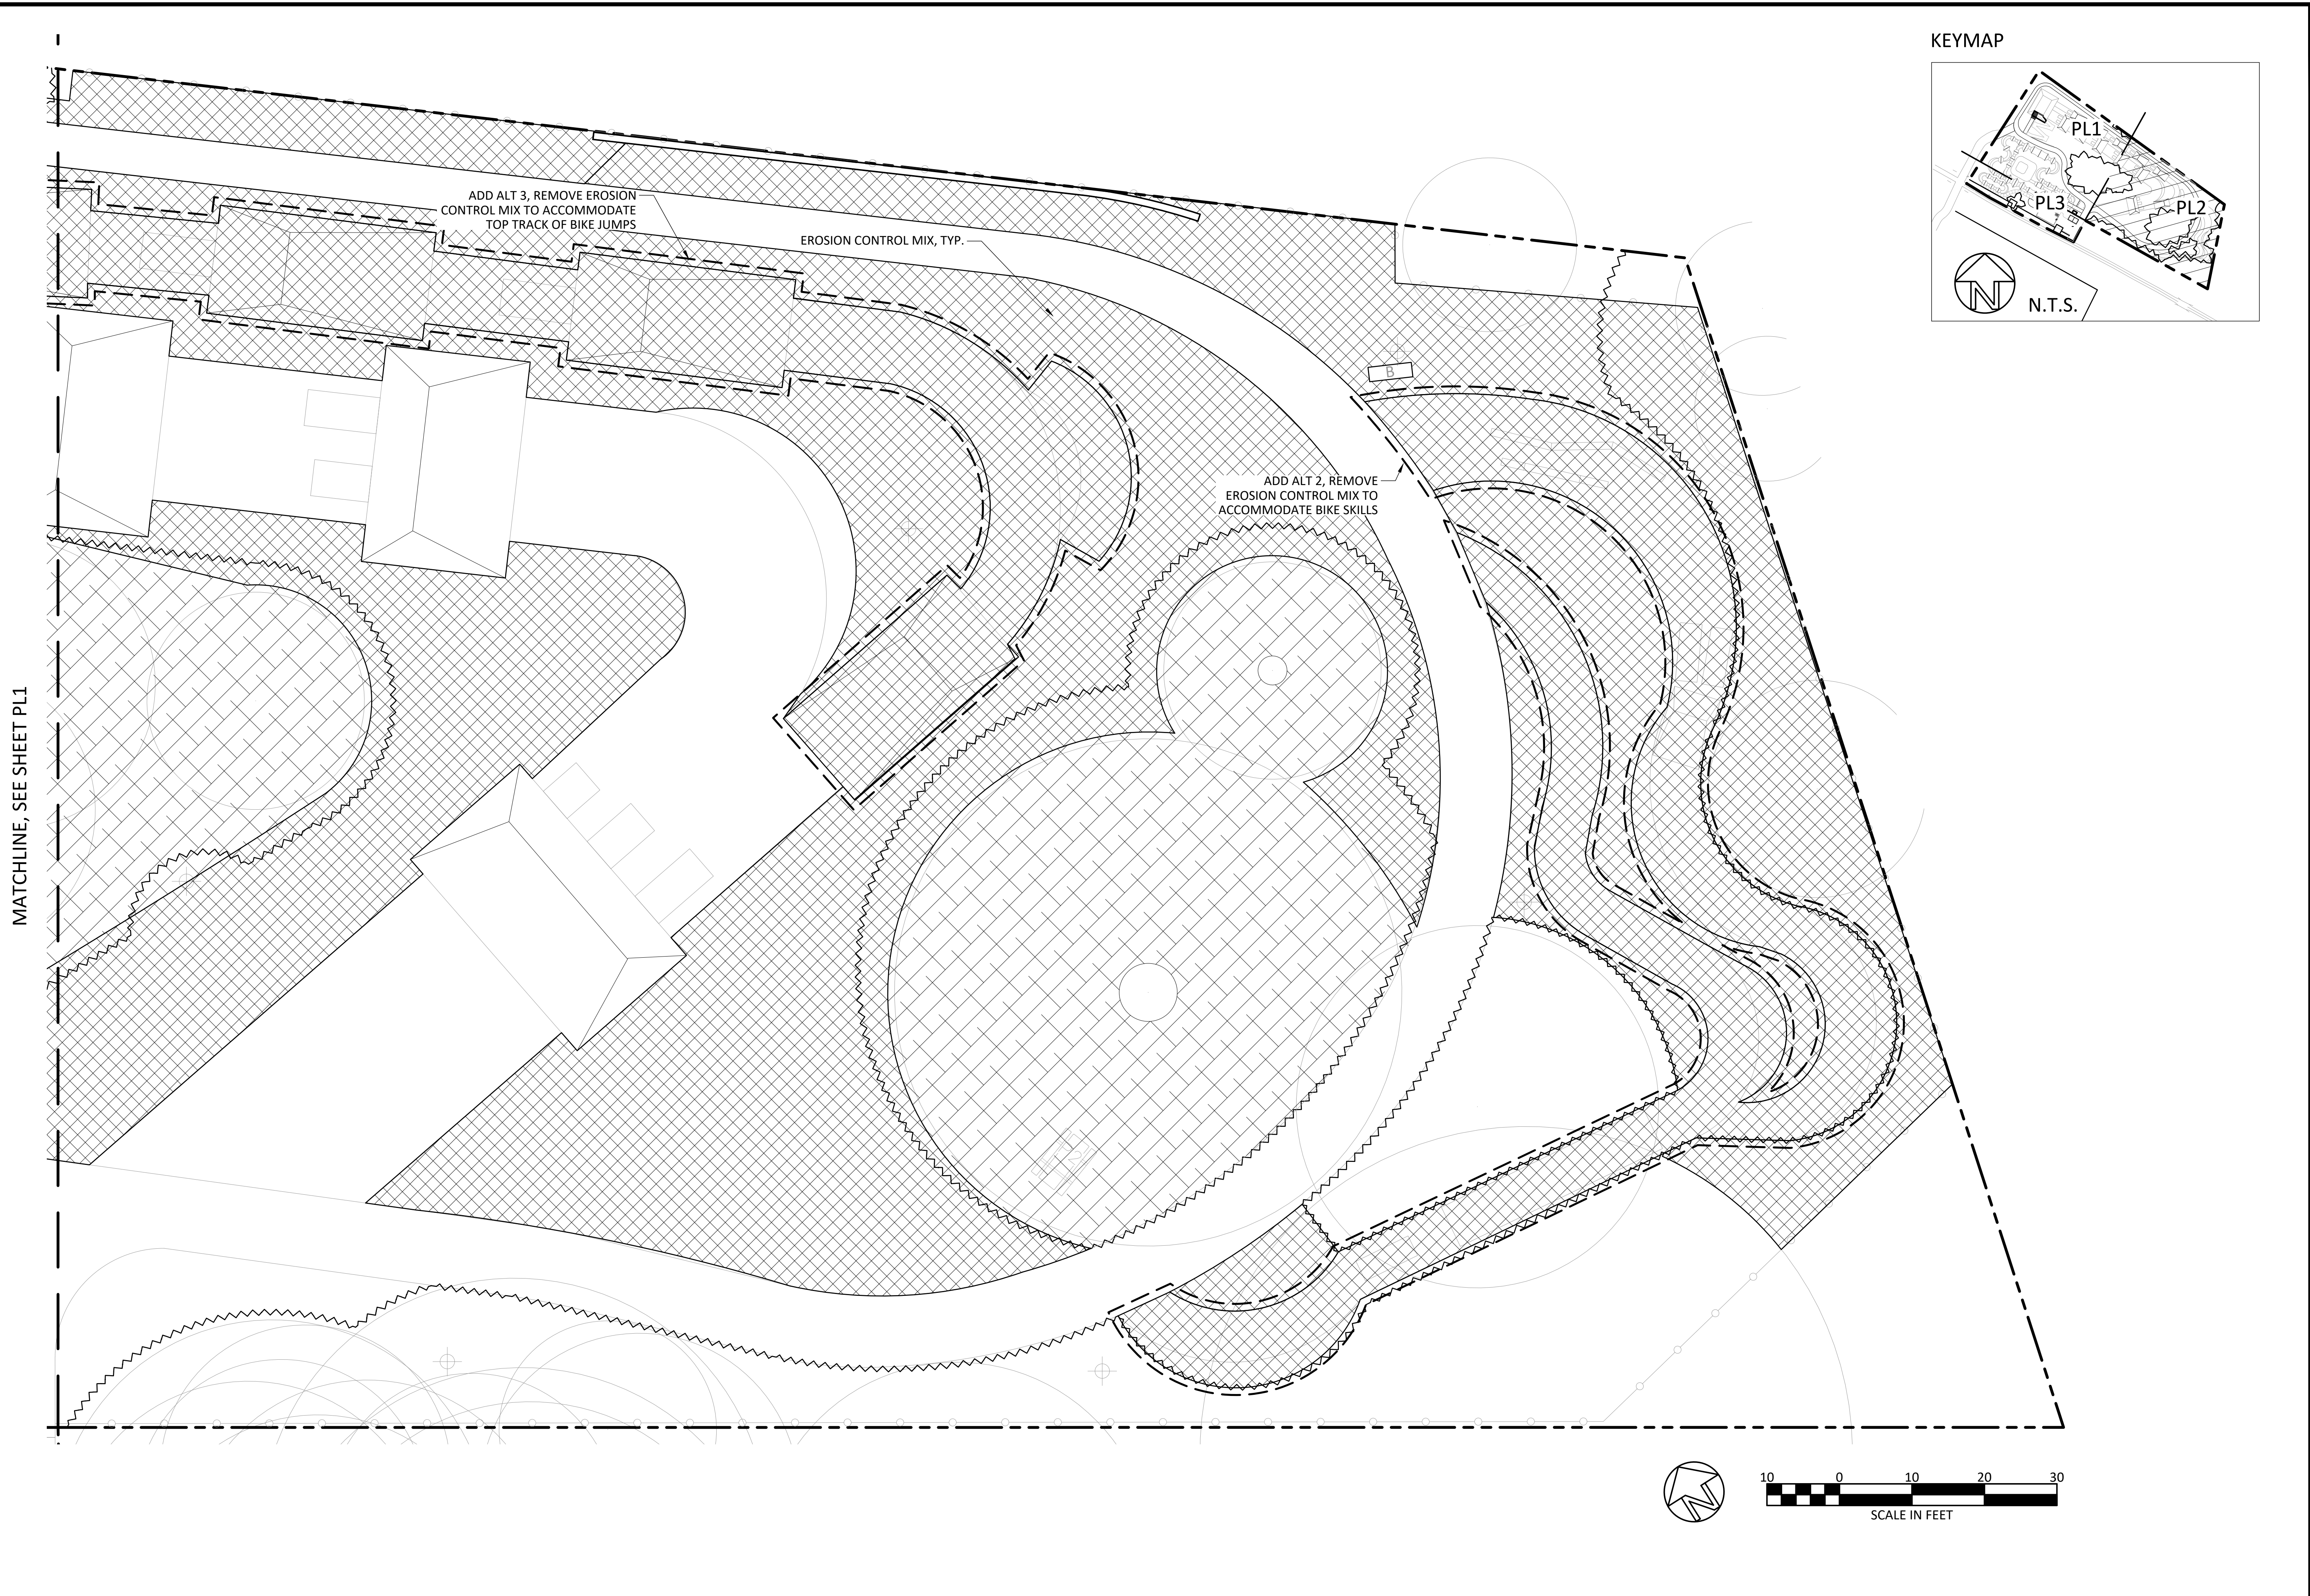 KEYMAP
PL1
PL3
PL2
N
N.T.S.
ADD ALT 3, REMOVE EROSION
CONTROL MIX TO ACCOMMODATE
TOP TRACK OF BIKE JUMPS
EROSION CONTROL MIX, TYP.
B
ADD ALT 2, REMOVE
EROSION CONTROL MIX TO
ACCOMMODATE BIKE SKILLS
MATCHLINE, SEE SHEET PL1
N
10 0 10 20 30
SCALE IN FEET